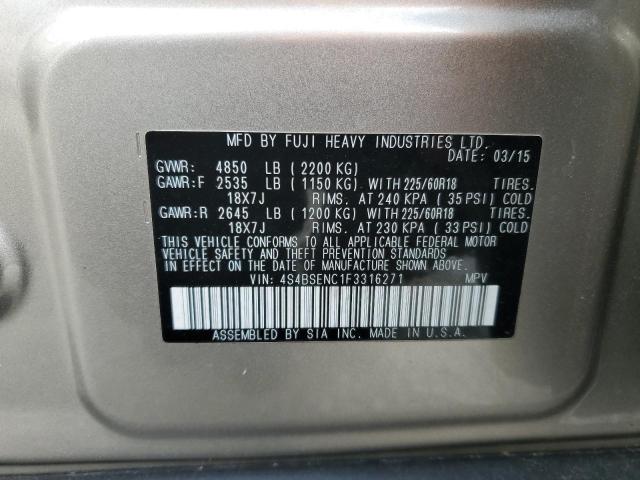 MFD BY FUJI HEAVY INDUSTRIES LTD.
DATE: 03/15
GVWR: 4850 LB ( 2200 KG)
GAWR:F 2535 LB ( 1150 KG) WITH 225/60R18 TIRES.
18X7J RIMS, AT 240 KPA ( 35 PSI) COLD
GAWR:R 2645 LB ( 1200 KG) WITH 225/60R18 TIRES.
18X7J RIMS, AT 230 KPA ( 33 PSI) COLD
THIS VEHICLE CONFORMS TO ALL APPLICABLE FEDERAL MOTOR
VEHICLE SAFETY AND THEFT PREVENTION STANDARDS
IN EFFECT ON THE DATE OF MANUFACTURE SHOWN ABOVE.
VIN: 4S4BSENC1F3316271 MPV
ASSEMBLED BY SIA INC. MADE IN U.S.A.